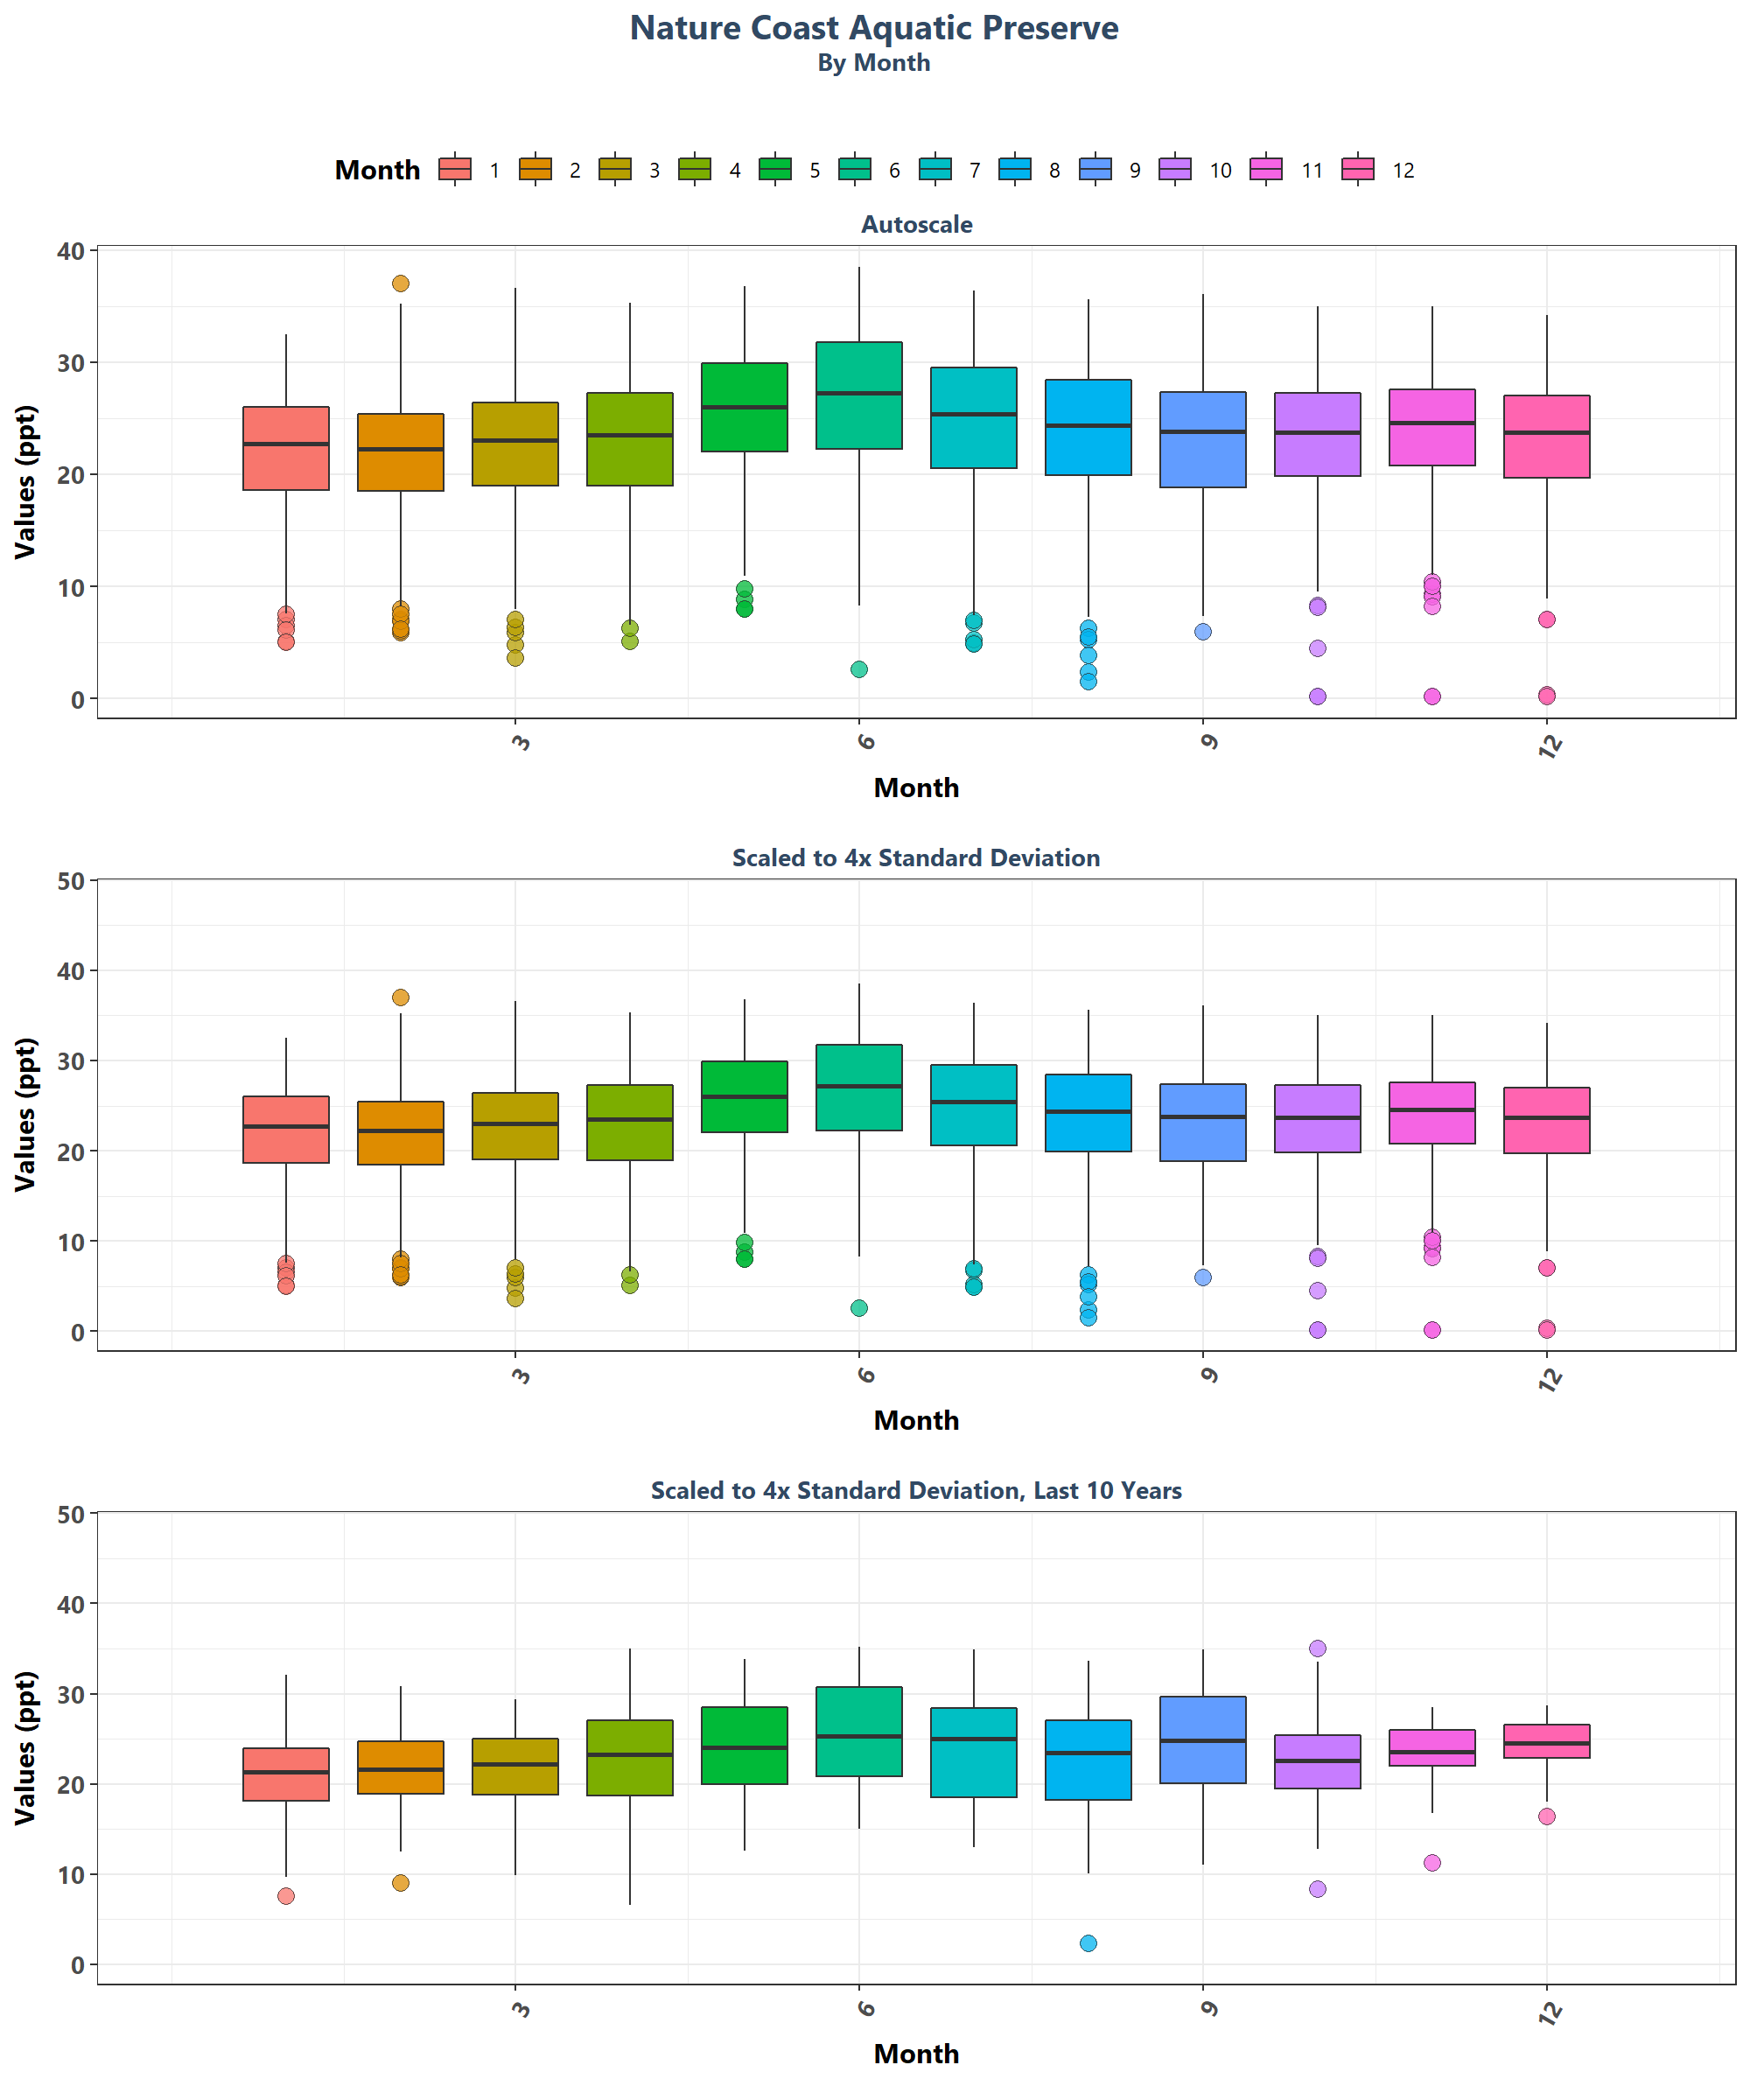 Nature Coast Aquatic Preserve
By Month
Month 1 2 3 4 5 6 7 8 9 10 11 12
Autoscale
Values (ppt)
40
30
20
10
0
3 6 9 12
Month
Scaled to 4x Standard Deviation
Values (ppt)
50
40
30
20
10
0
3 6 9 12
Month
Scaled to 4x Standard Deviation, Last 10 Years
Values (ppt)
50
40
30
20
10
0
3 6 9 12
Month